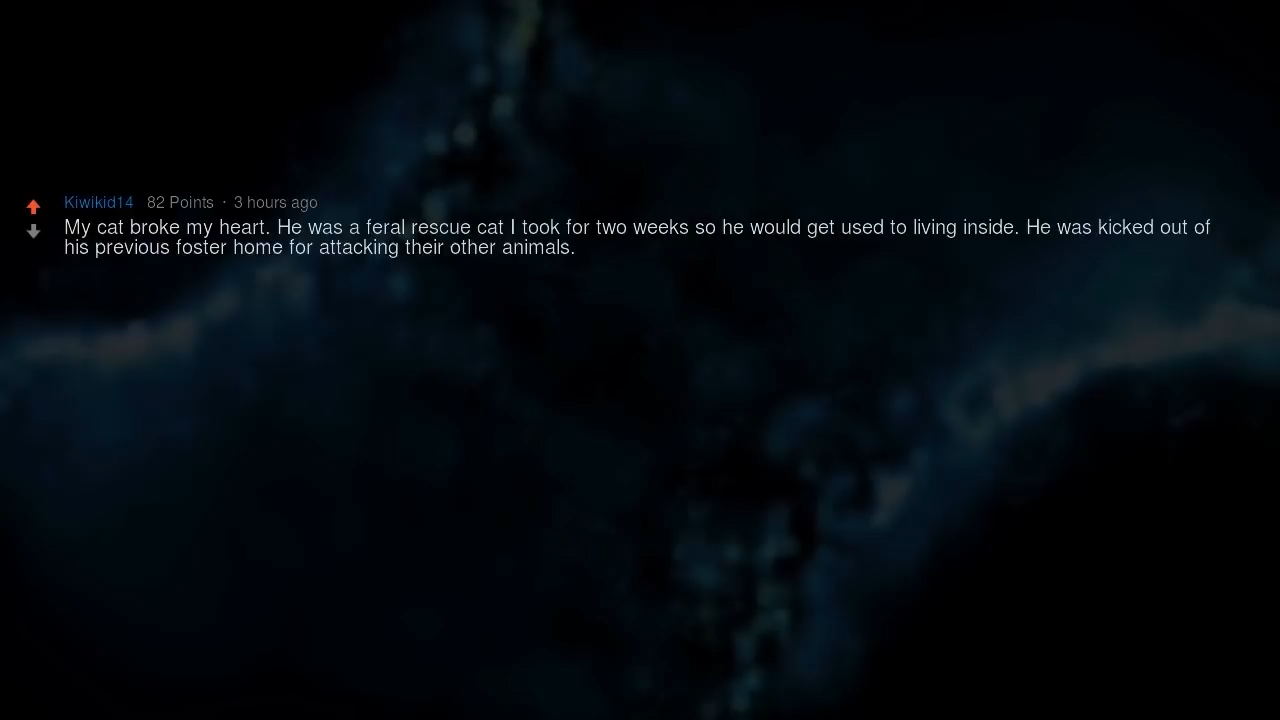 Kiwikid14 82 Points · 3 hours ago
My cat broke my heart. He was a feral rescue cat I took for two weeks so he would get used to living inside. He was kicked out of
his previous foster home for attacking their other animals.